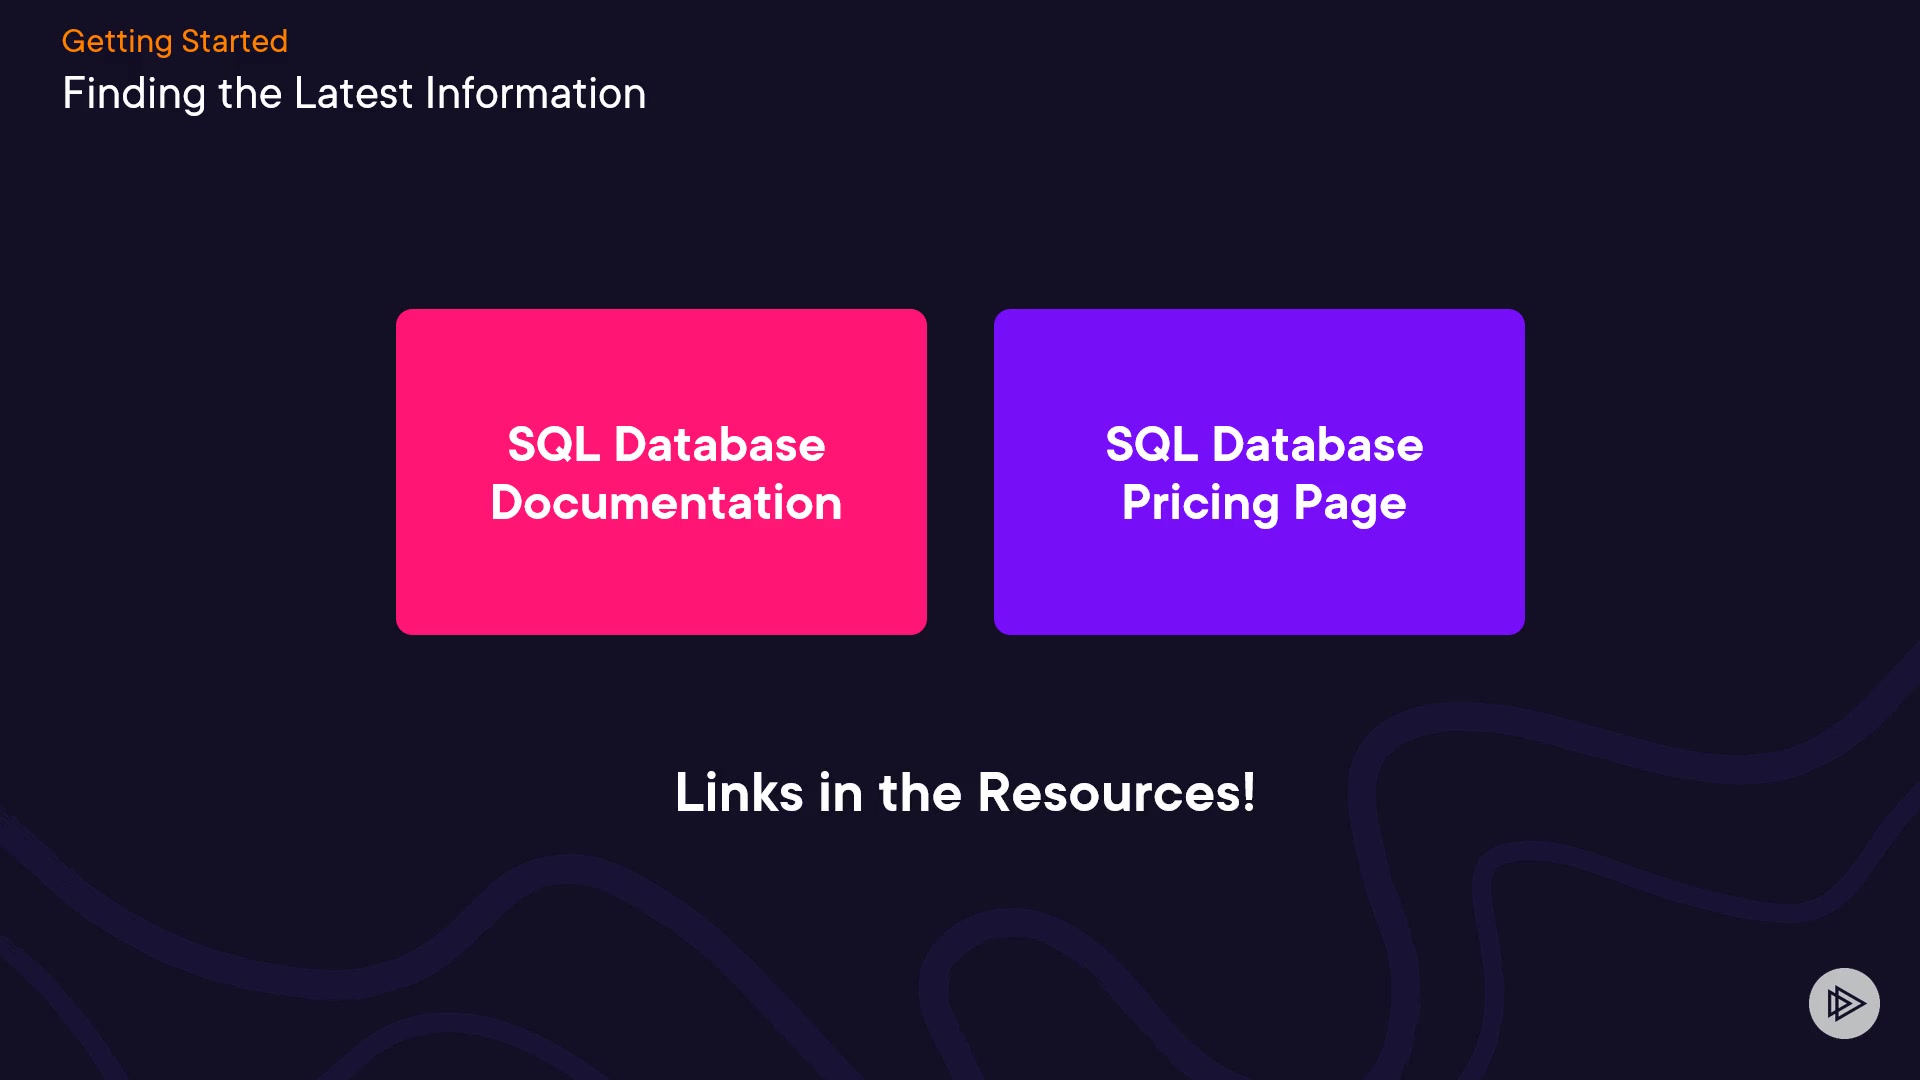 Getting Started
Finding the Latest Information
SQL Database
Documentation
SQL Database
Pricing Page
Links in the Resources!